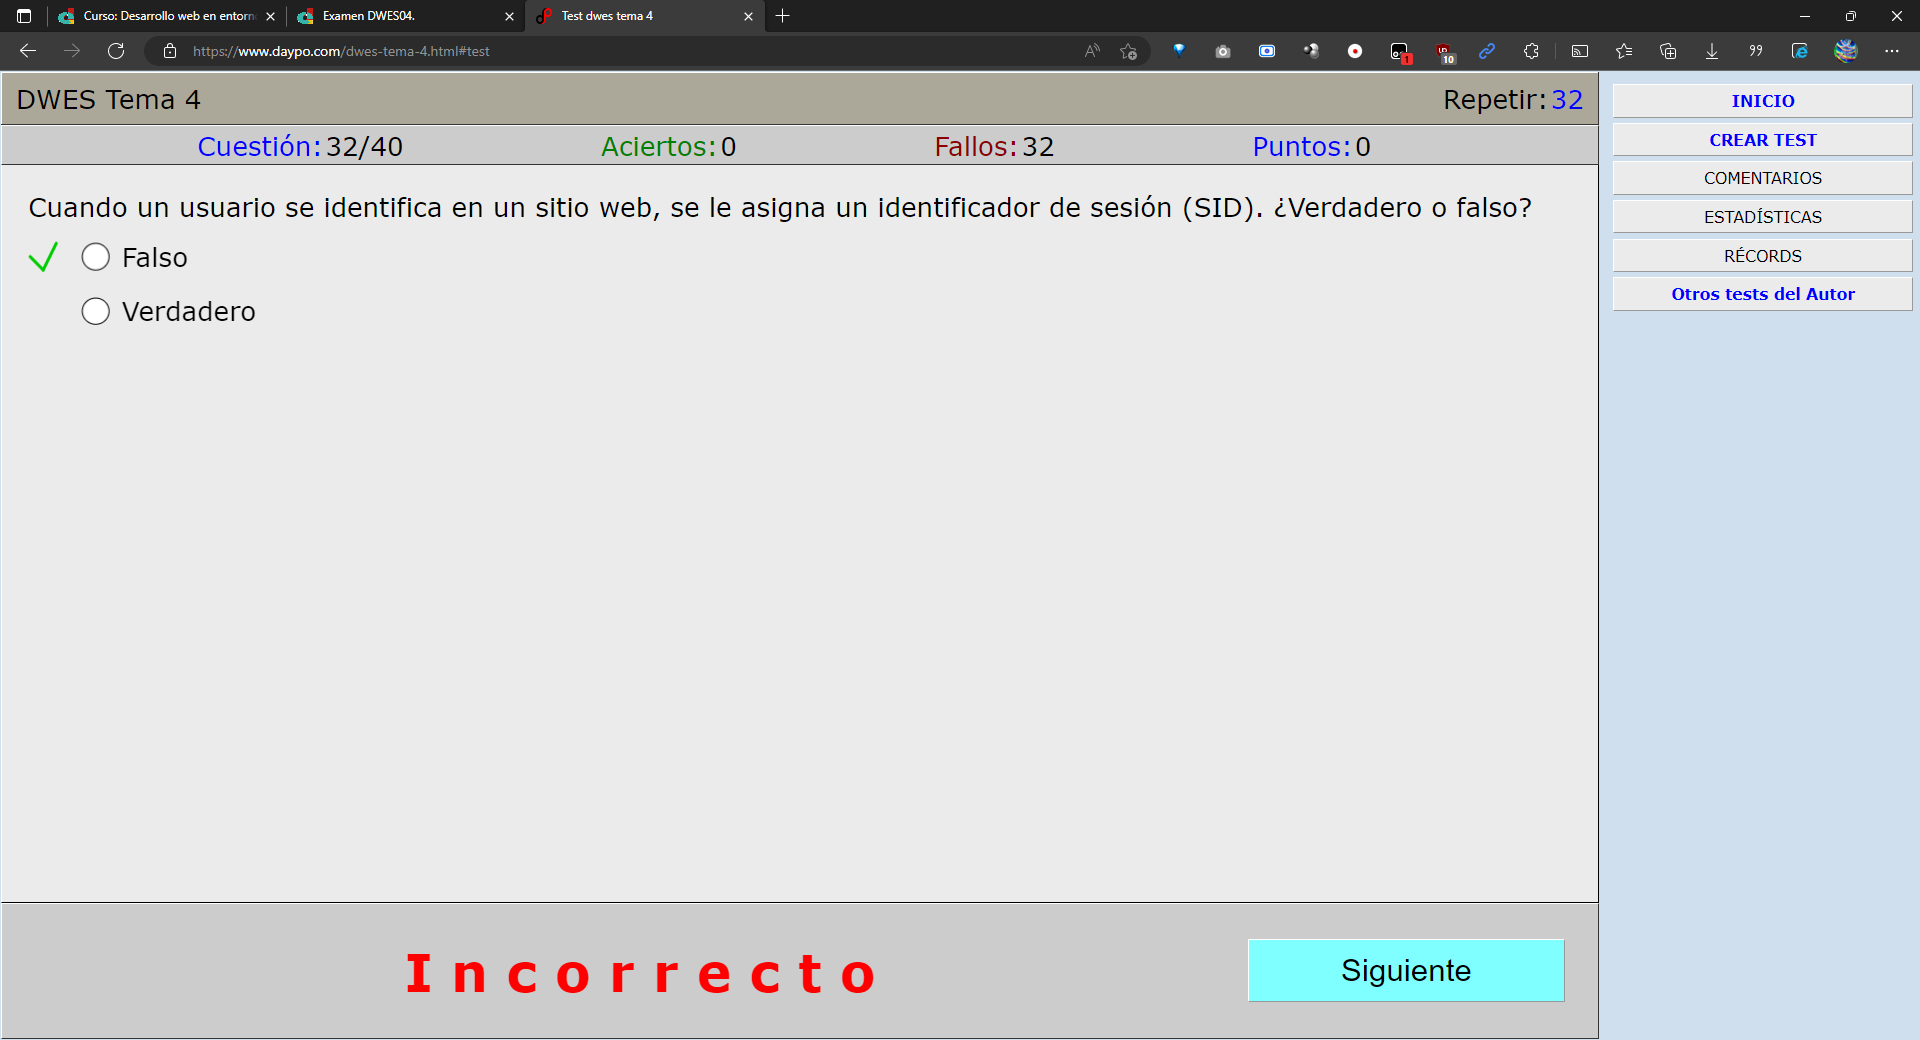 Curso: Desarrollo web en entorn
Examen DWES04.
Test dwes tema 4
https://www.daypo.com/dwes-tema-4.html#test
1
10
DWES Tema 4
Repetir: 32
Cuestión: 32/40
Aciertos: 0
Fallos: 32
Puntos: 0
Cuando un usuario se identifica en un sitio web, se le asigna un identificador de sesión (SID). ¿Verdadero o falso?
Falso
Verdadero
Incorrecto
Siguiente
INICIO
CREAR TEST
COMENTARIOS
ESTADÍSTICAS
RÉCORDS
Otros tests del Autor